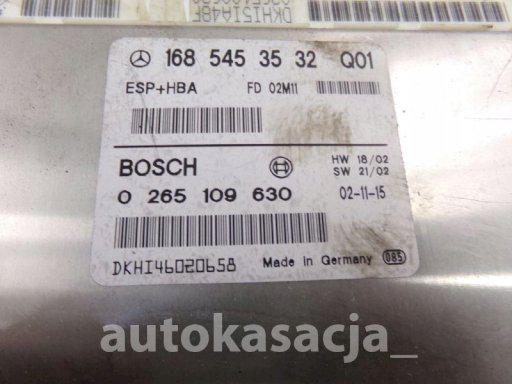 DKHI51A48F
168 545 35 32 Q01
ESP+HBA FD 02M11
BOSCH HW 18/02
SW 21/02
0 265 109 630 02-11-15
DKHI46020658 Made in Germany 085
autokasacja_